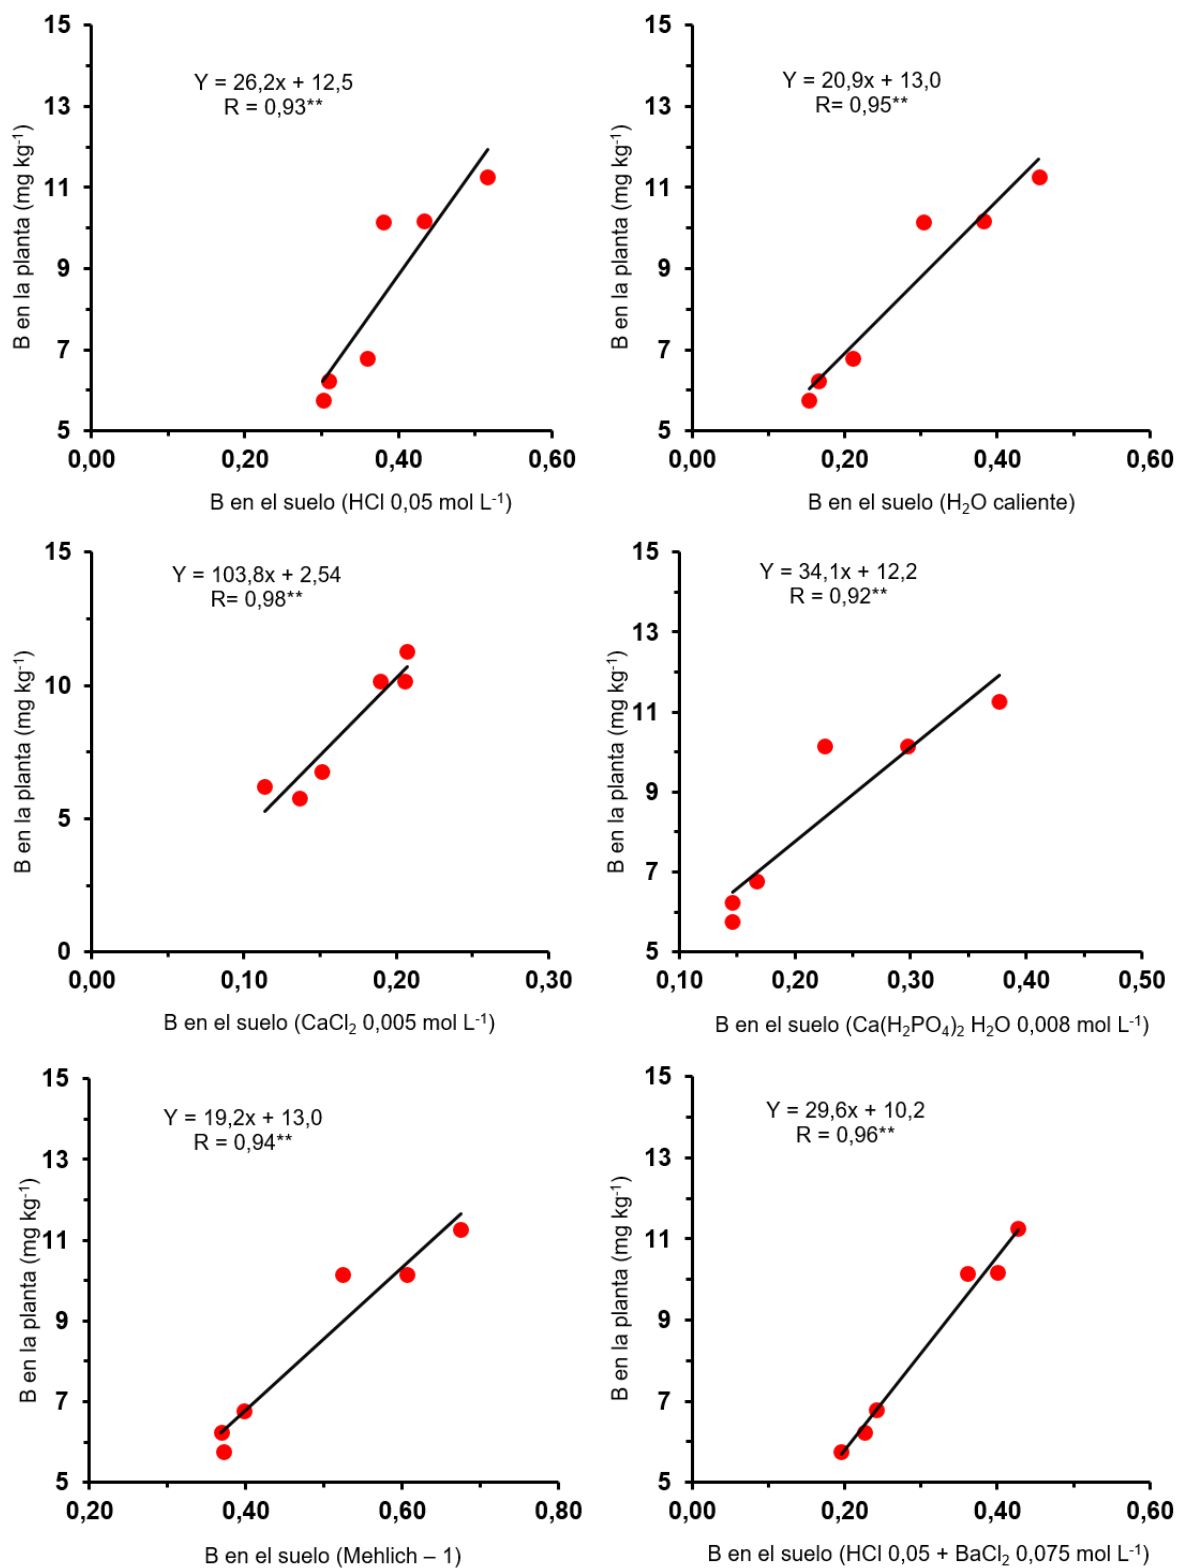 15
13
11
9
7
5
B en la planta (mg kg⁻¹)
Y = 26,2x + 12,5
R = 0,93**
0,00 0,20 0,40 0,60
B en el suelo (HCl 0,05 mol L⁻¹)
15
13
11
9
7
5
B en la planta (mg kg⁻¹)
Y = 20,9x + 13,0
R= 0,95**
0,00 0,20 0,40 0,60
B en el suelo (H₂O caliente)
15
10
5
0
B en la planta (mg kg⁻¹)
Y = 103,8x + 2,54
R= 0,98**
0,00 0,10 0,20 0,30
B en el suelo (CaCl₂ 0,005 mol L⁻¹)
15
13
11
9
7
5
B en la planta (mg kg⁻¹)
Y = 34,1x + 12,2
R = 0,92**
0,10 0,20 0,30 0,40 0,50
B en el suelo (Ca(H₂PO₄)₂ H₂O 0,008 mol L⁻¹)
15
13
11
9
7
5
B en la planta (mg kg⁻¹)
Y = 19,2x + 13,0
R = 0,94**
0,20 0,40 0,60 0,80
B en el suelo (Mehlich – 1)
15
13
11
9
7
5
B en la planta (mg kg⁻¹)
Y = 29,6x + 10,2
R = 0,96**
0,00 0,20 0,40 0,60
B en el suelo (HCl 0,05 + BaCl₂ 0,075 mol L⁻¹)